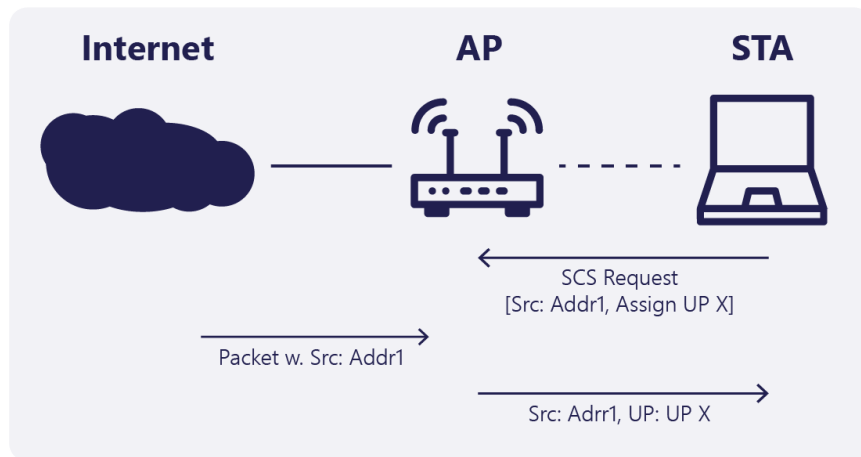 Internet
AP
STA
SCS Request
[Src: Addr1, Assign UP X]
Packet w. Src: Addr1
Src: Adrr1, UP: UP X